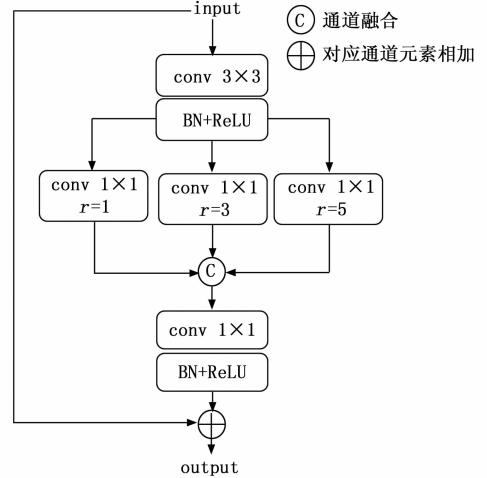 input
C 通道融合
对应通道元素相加
conv 3×3
BN+ReLU
conv 1×1
r=1
conv 1×1
r=3
conv 1×1
r=5
C
conv 1×1
BN+ReLU
output